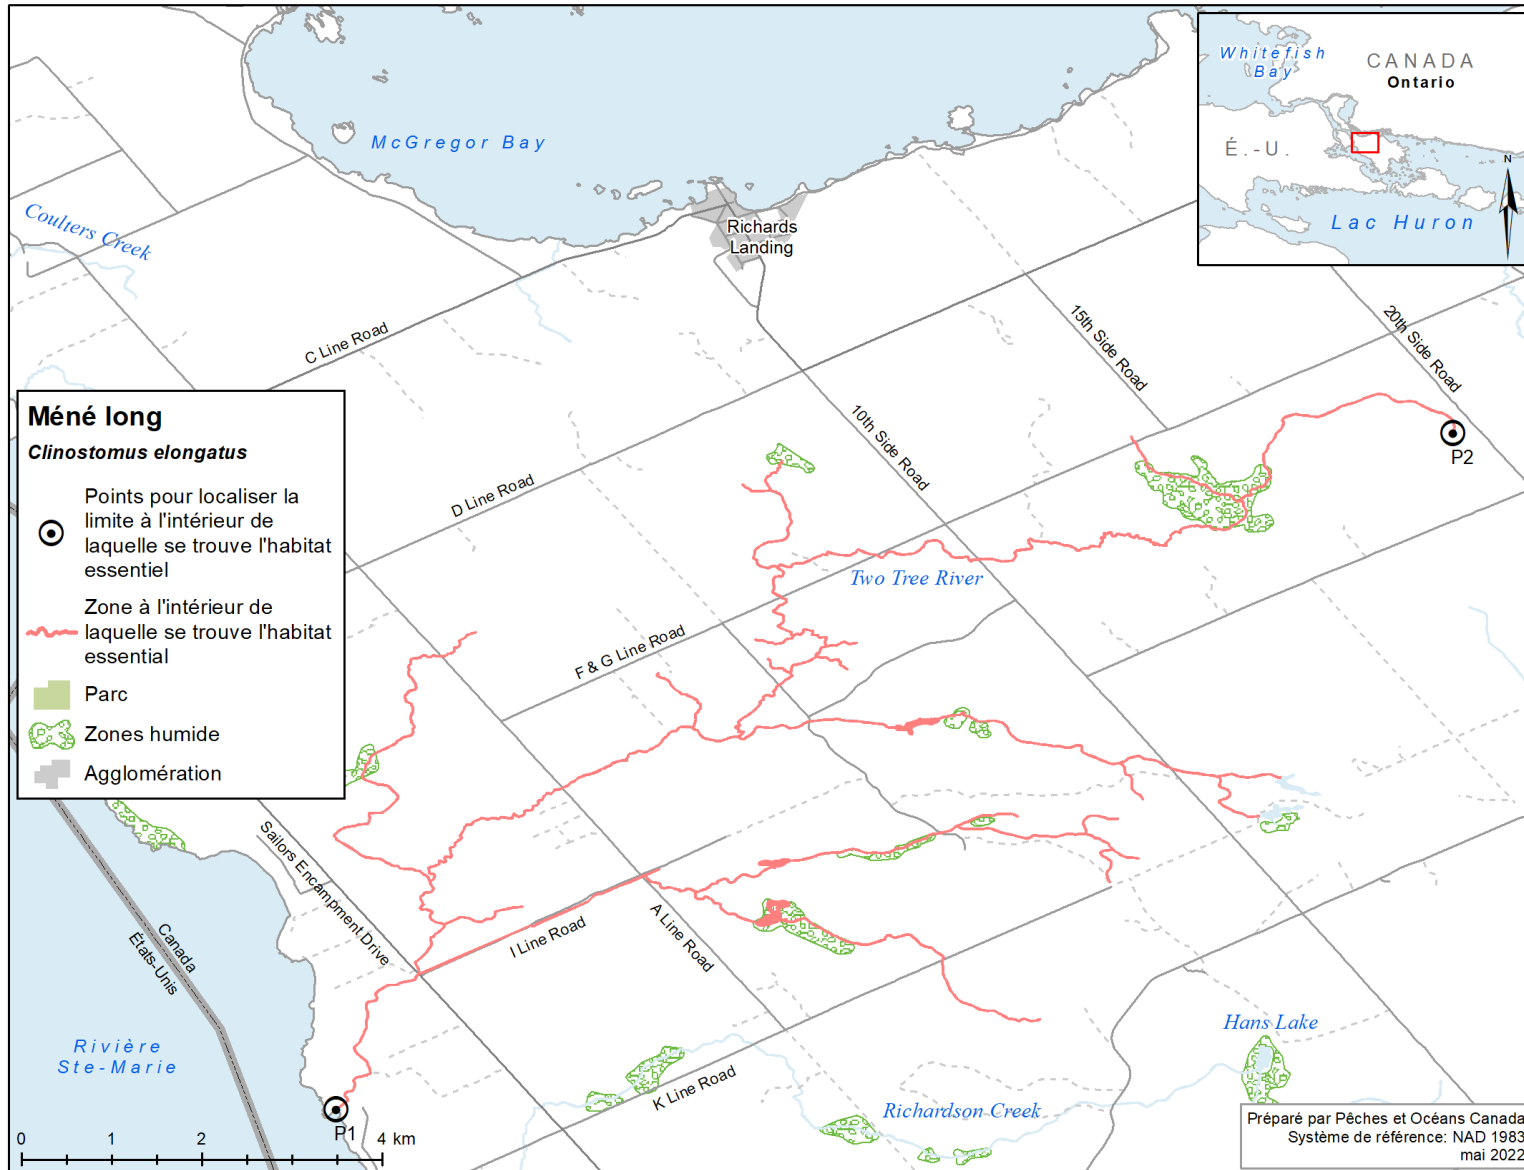 Whitefish
Bay
CANADA
Ontario
É.-U.
N
Lac Huron
McGregor Bay
Coulters Creek
Richards
Landing
C Line Road
15th Side Road
20th Side Road
10th Side Road
D Line Road
P2
Two Tree River
F & G Line Road
Méné long
Clinostomus elongatus
Points pour localiser la
limite à l'intérieur de
laquelle se trouve l'habitat
essentiel
Zone à l'intérieur de
laquelle se trouve l'habitat
essential
Parc
Zones humide
Agglomération
Sailors Encampment Drive
I Line Road
A Line Road
Canada
États-Unis
Rivière
Ste-Marie
Hans Lake
K Line Road
Richardson Creek
P1
0 1 2 4 km
Préparé par Pêches et Océans Canada
Système de référence: NAD 1983
mai 2022